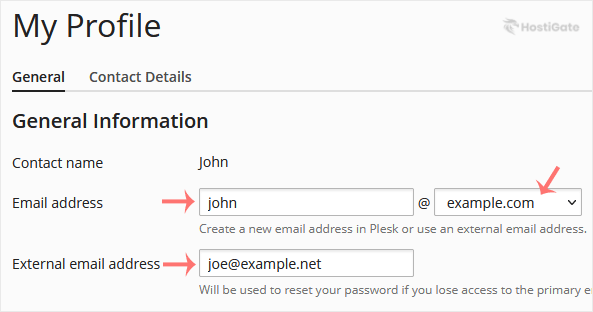 My Profile
HostiGate
General Contact Details
General Information
Contact name John
Email address john @ example.com
Create a new email address in Plesk or use an external email address.
External email address joe@example.net
Will be used to reset your password if you lose access to the primary e